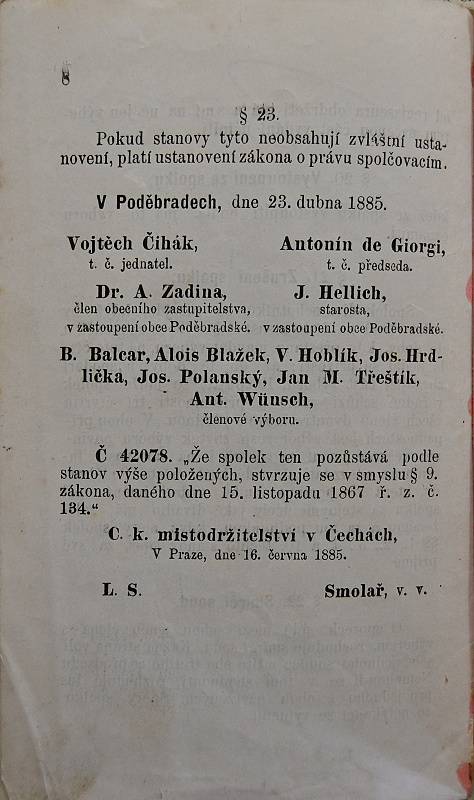 8
§ 23.
Pokud stanovy tyto neobsahují zvláštní usta-
novení, platí ustanovení zákona o právu spolčovacím.
V Poděbradech, dne 23. dubna 1885.
Vojtěch Čihák, Antonín de Giorgi,
t. č. jednatel. t. č. předseda.
Dr. A. Zadina, J. Hellich,
člen obecního zastupitelstva, starosta,
v zastoupení obce Poděbradské. v zastoupení obce Poděbradské.
B. Balcar, Alois Blažek, V. Hoblík, Jos. Hrd-
lička, Jos. Polanský, Jan M. Třeštík,
Ant. Wünsch,
členové výboru.
Č 42078. „Že spolek ten pozůstává podle
stanov výše položených, stvrzuje se v smyslu § 9.
zákona, daného dne 15. listopadu 1867 ř. z. č.
134.“
C. k. mistodržitelství v Čechách,
V Praze, dne 16. června 1885.
L. S. Smolař, v. v.